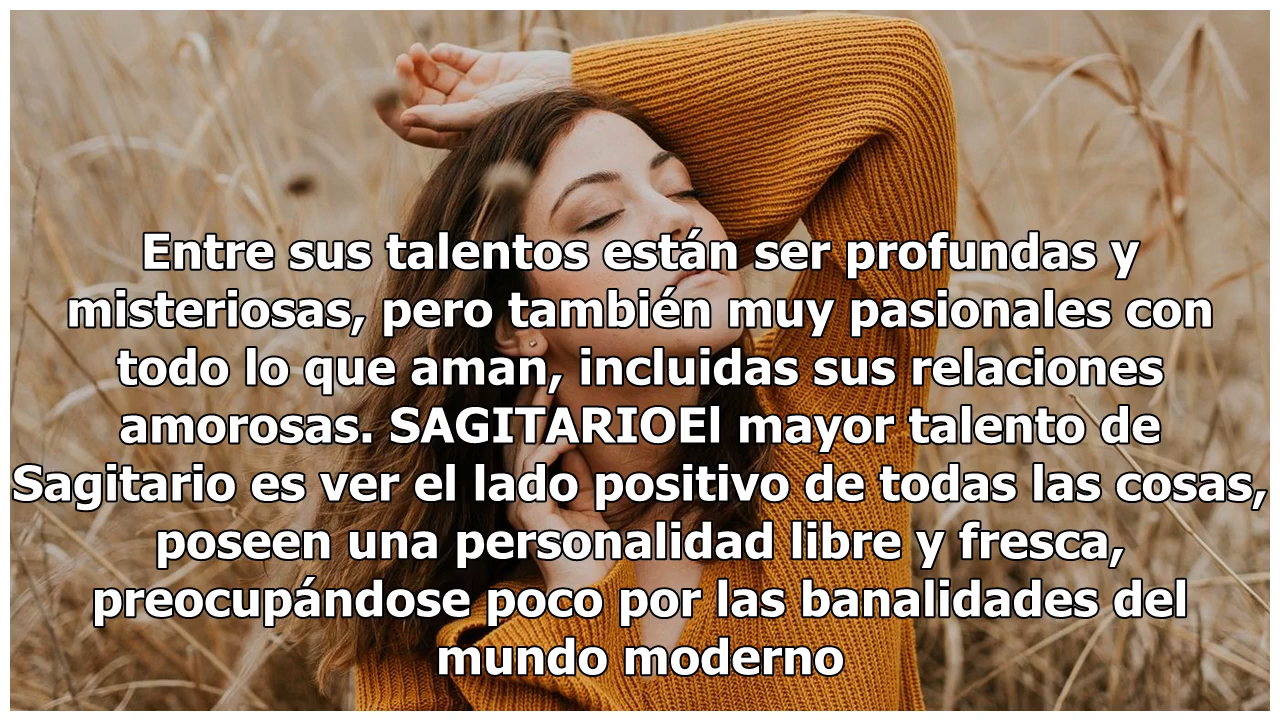 Entre sus talentos están ser profundas y
misteriosas, pero también muy pasionales con
todo lo que aman, incluidas sus relaciones
amorosas. SAGITARIOEl mayor talento de
Sagitario es ver el lado positivo de todas las cosas,
poseen una personalidad libre y fresca,
preocupándose poco por las banalidades del
mundo moderno